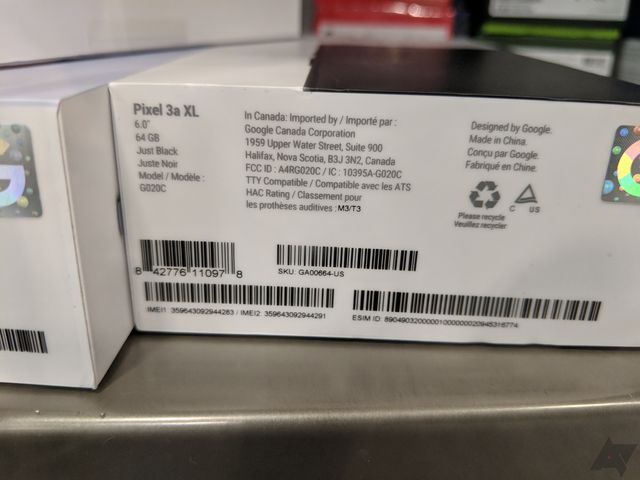 Pixel 3a XL
6.0"
64 GB
Just Black
Juste Noir
Model / Modèle :
G020C
In Canada: Imported by / Importé par :
Google Canada Corporation
1959 Upper Water Street, Suite 900
Halifax, Nova Scotia, B3J 3N2, Canada
FCC ID : A4RG020C / IC : 10395A-G020C
TTY Compatible / Compatible avec les ATS
HAC Rating / Classement pour
les prothèses auditives : M3/T3
Designed by Google.
Made in China.
Conçu par Google.
Fabriqué en Chine.
Please recycle
Veuillez recycler
C US
8 42776 11097 8
SKU: GA00664-US
IMEI1: 359643092944283 / IMEI2: 359643092944291
ESIM ID: